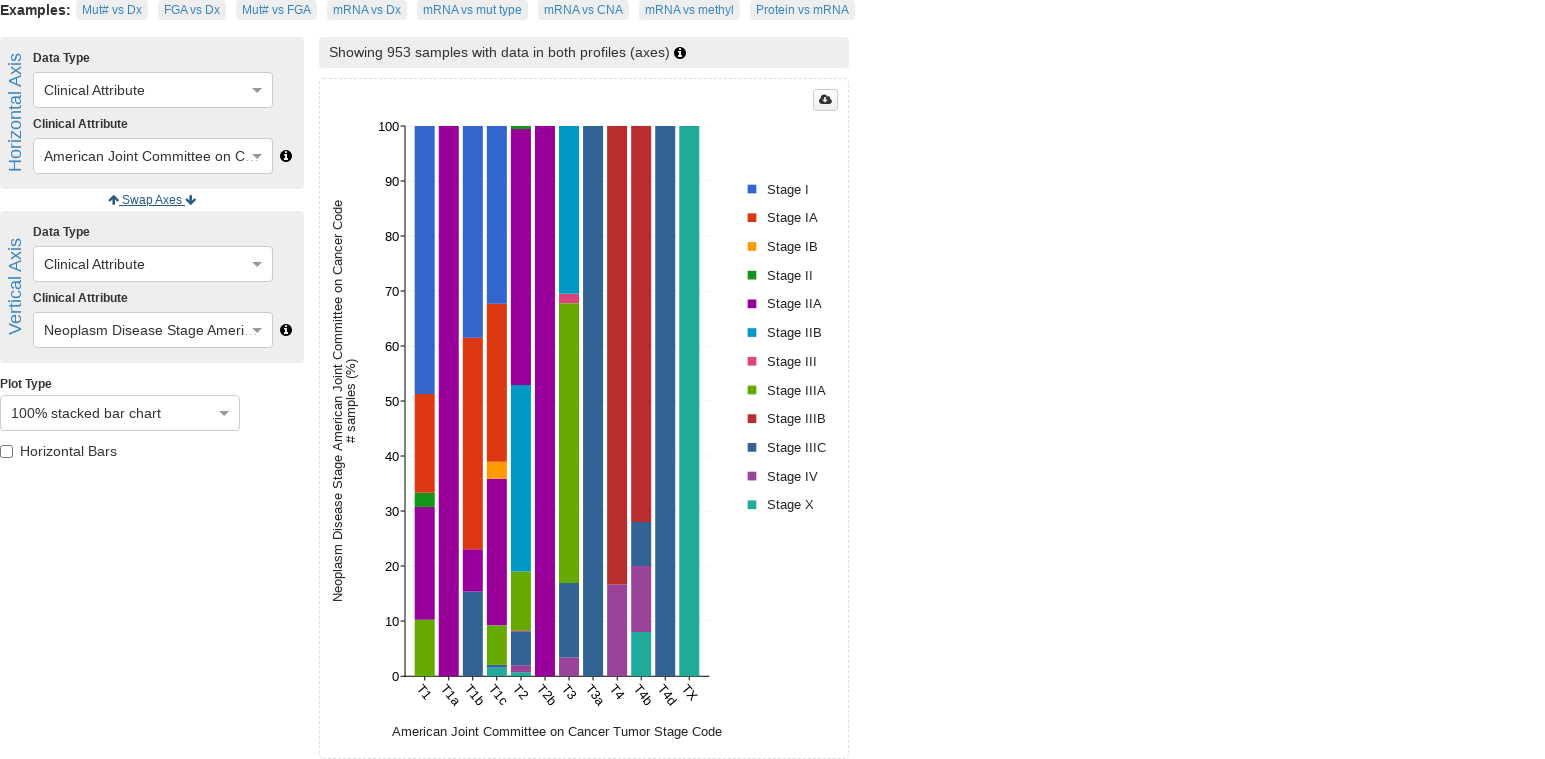 Examples: Mut# vs Dx FGA vs Dx Mut# vs FGA mRNA vs Dx mRNA vs mut type mRNA vs CNA mRNA vs methyl Protein vs mRNA
Horizontal Axis
Data Type
Clinical Attribute
Clinical Attribute
American Joint Committee on C…
Swap Axes
Vertical Axis
Data Type
Clinical Attribute
Clinical Attribute
Neoplasm Disease Stage Ameri…
Plot Type
100% stacked bar chart
Horizontal Bars
Showing 953 samples with data in both profiles (axes)
Neoplasm Disease Stage American Joint Committee on Cancer Code
# samples (%)
100
90
80
70
60
50
40
30
20
10
0
T1 T1a T1b T1c T2 T2b T3 T3a T4 T4b T4d TX
American Joint Committee on Cancer Tumor Stage Code
Stage I
Stage IA
Stage IB
Stage II
Stage IIA
Stage IIB
Stage III
Stage IIIA
Stage IIIB
Stage IIIC
Stage IV
Stage X